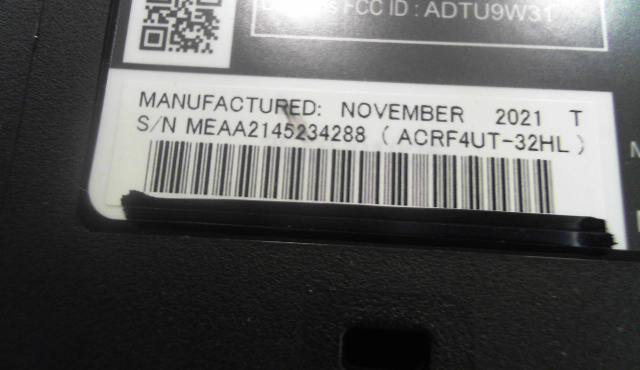 FCC ID : ADTU9W31
MANUFACTURED: NOVEMBER 2021 T
S/N MEAA2145234288 ( ACRF4UT-32HL )